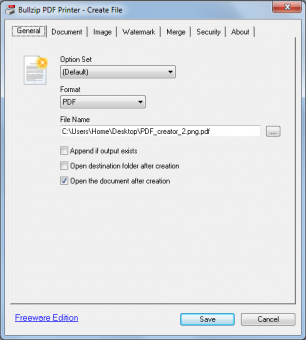 Bullzip PDF Printer - Create File
General Document Image Watermark Merge Security About
Option Set
(Default)
Format
PDF
File Name
C:\Users\Home\Desktop\PDF_creator_2.png.pdf
...
Append if output exists
Open destination folder after creation
Open the document after creation
Freeware Edition
Save Cancel